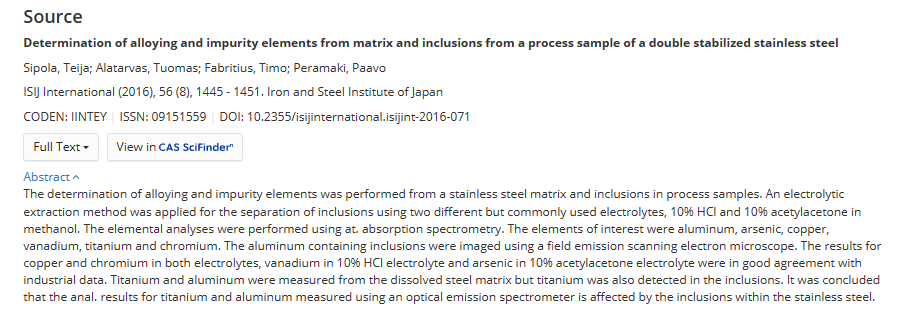 Source
Determination of alloying and impurity elements from matrix and inclusions from a process sample of a double stabilized stainless steel
Sipola, Teija; Alatarvas, Tuomas; Fabritius, Timo; Peramaki, Paavo
ISIJ International (2016), 56 (8), 1445 - 1451. Iron and Steel Institute of Japan
CODEN: IINTEY | ISSN: 09151559 | DOI: 10.2355/isijinternational.isijint-2016-071
Full Text View in CAS SciFinderⁿ
Abstract
The determination of alloying and impurity elements was performed from a stainless steel matrix and inclusions in process samples. An electrolytic
extraction method was applied for the separation of inclusions using two different but commonly used electrolytes, 10% HCl and 10% acetylacetone in
methanol. The elemental analyses were performed using at. absorption spectrometry. The elements of interest were aluminum, arsenic, copper,
vanadium, titanium and chromium. The aluminum containing inclusions were imaged using a field emission scanning electron microscope. The results for
copper and chromium in both electrolytes, vanadium in 10% HCl electrolyte and arsenic in 10% acetylacetone electrolyte were in good agreement with
industrial data. Titanium and aluminum were measured from the dissolved steel matrix but titanium was also detected in the inclusions. It was concluded
that the anal. results for titanium and aluminum measured using an optical emission spectrometer is affected by the inclusions within the stainless steel.